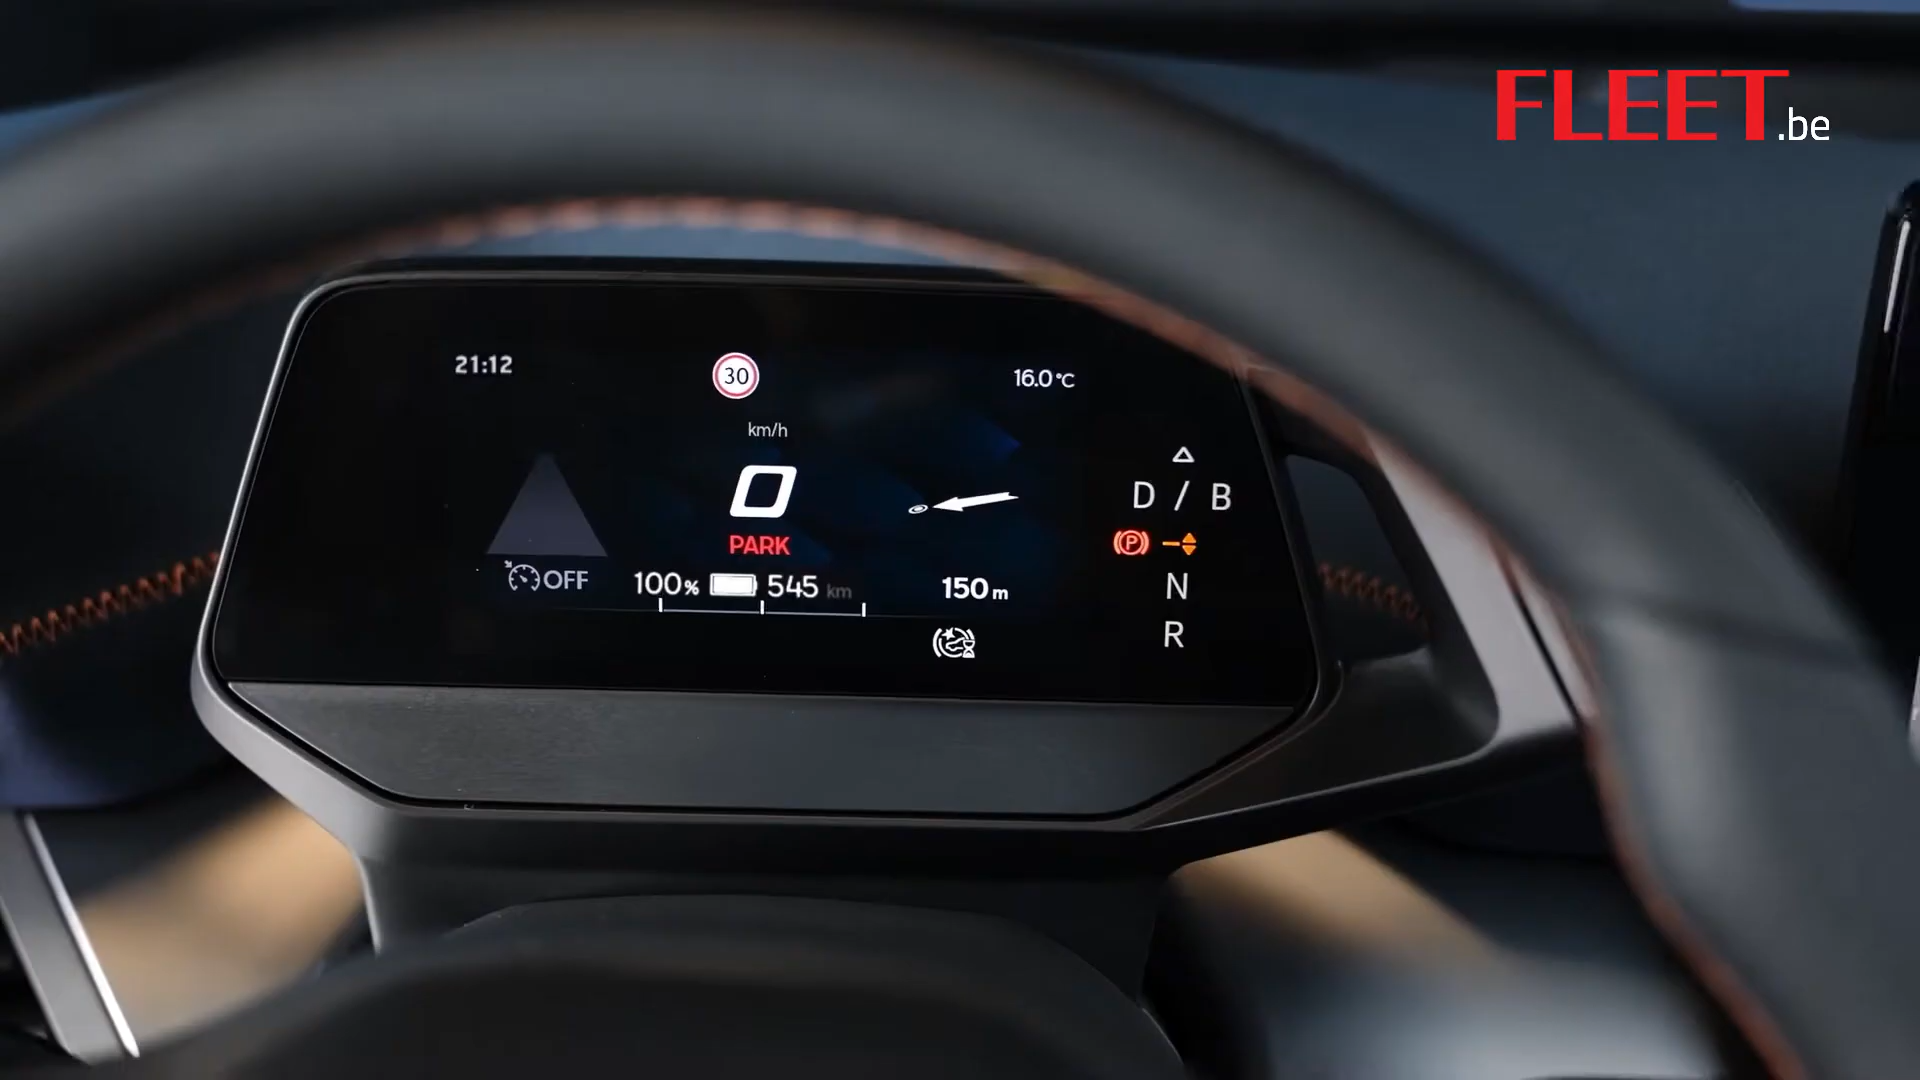 FLEET.be
21:12
30
16.0°C
km/h
0
D / B
PARK
P
OFF
100% 545 km
150 m
N
R